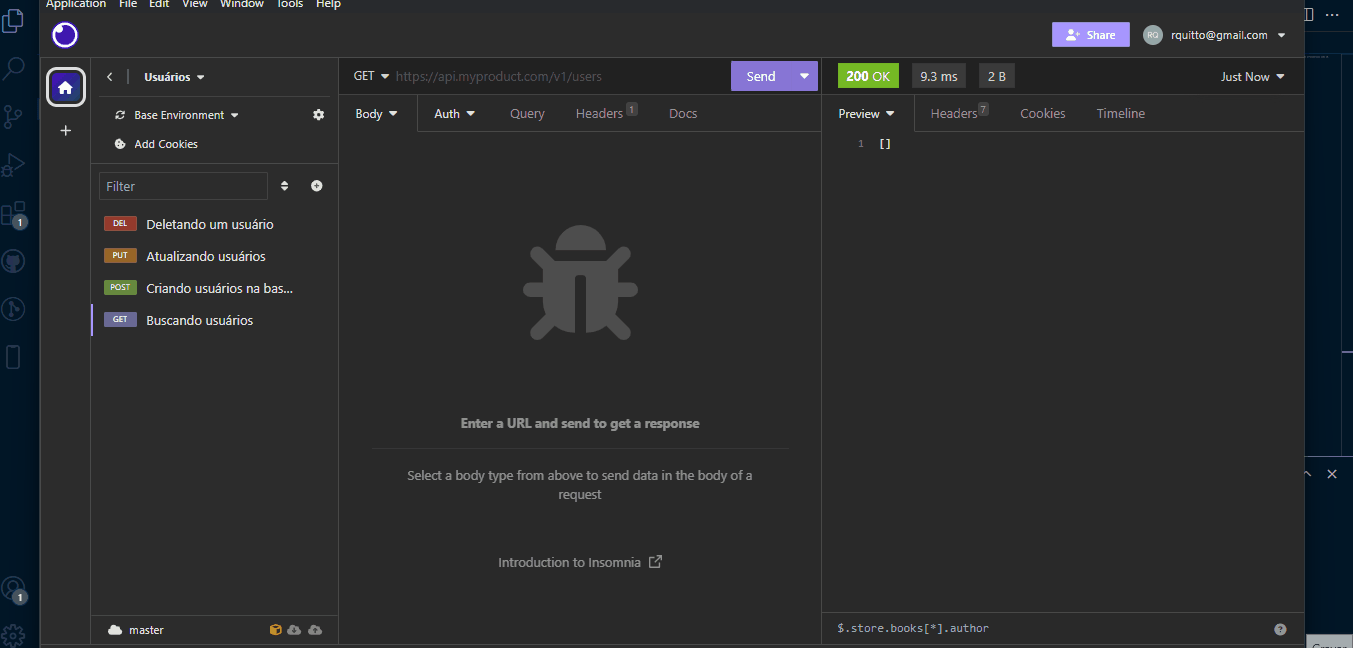 Application File Edit View Window Tools Help
Share RQ rquitto@gmail.com
Usuários
GET https://api.myproduct.com/v1/users Send
200 OK 9.3 ms 2 B Just Now
Base Environment
Body Auth Query Headers 1 Docs
Preview Headers 7 Cookies Timeline
Add Cookies
1 []
Filter
DEL Deletando um usuário
PUT Atualizando usuários
POST Criando usuários na bas...
GET Buscando usuários
1
Enter a URL and send to get a response
Select a body type from above to send data in the body of a
request
Introduction to Insomnia
1
master
$.store.books[*].author